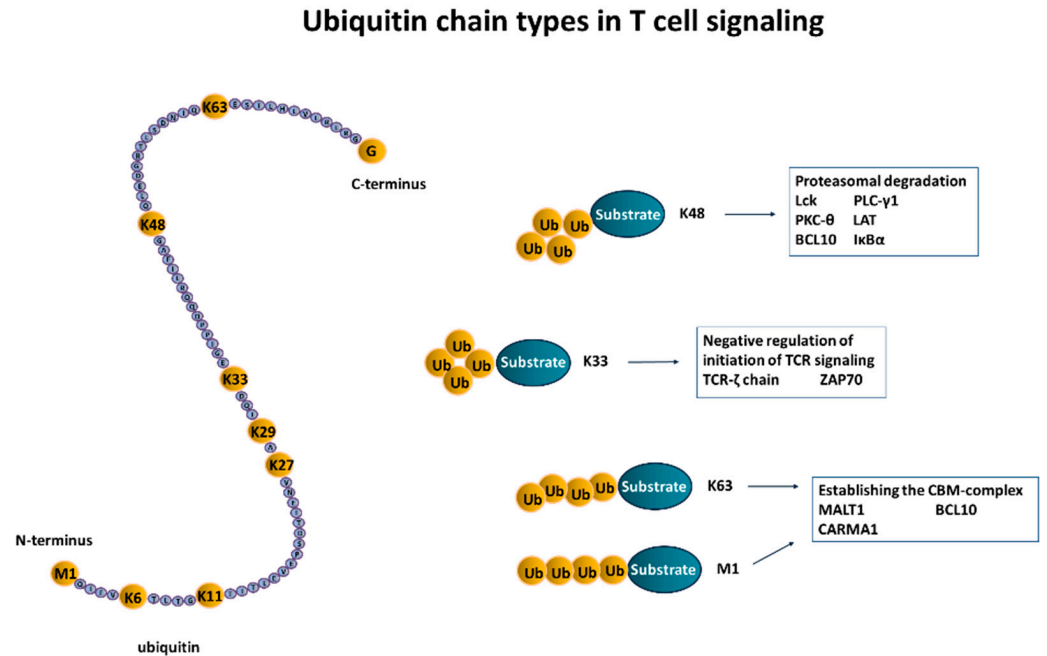 Ubiquitin chain types in T cell signaling
K63
G
C-terminus
K48
K33
K29
K27
N-terminus
M1
K6
K11
ubiquitin
Ub Ub Ub Ub Substrate K48
Proteasomal degradation
Lck PLC-γ1
PKC-θ LAT
BCL10 IκBα
Ub Ub Ub Ub Substrate K33
Negative regulation of
initiation of TCR signaling
TCR-ζ chain ZAP70
Ub Ub Ub Ub Substrate K63
Establishing the CBM-complex
MALT1 BCL10
CARMA1
Ub Ub Ub Ub Substrate M1